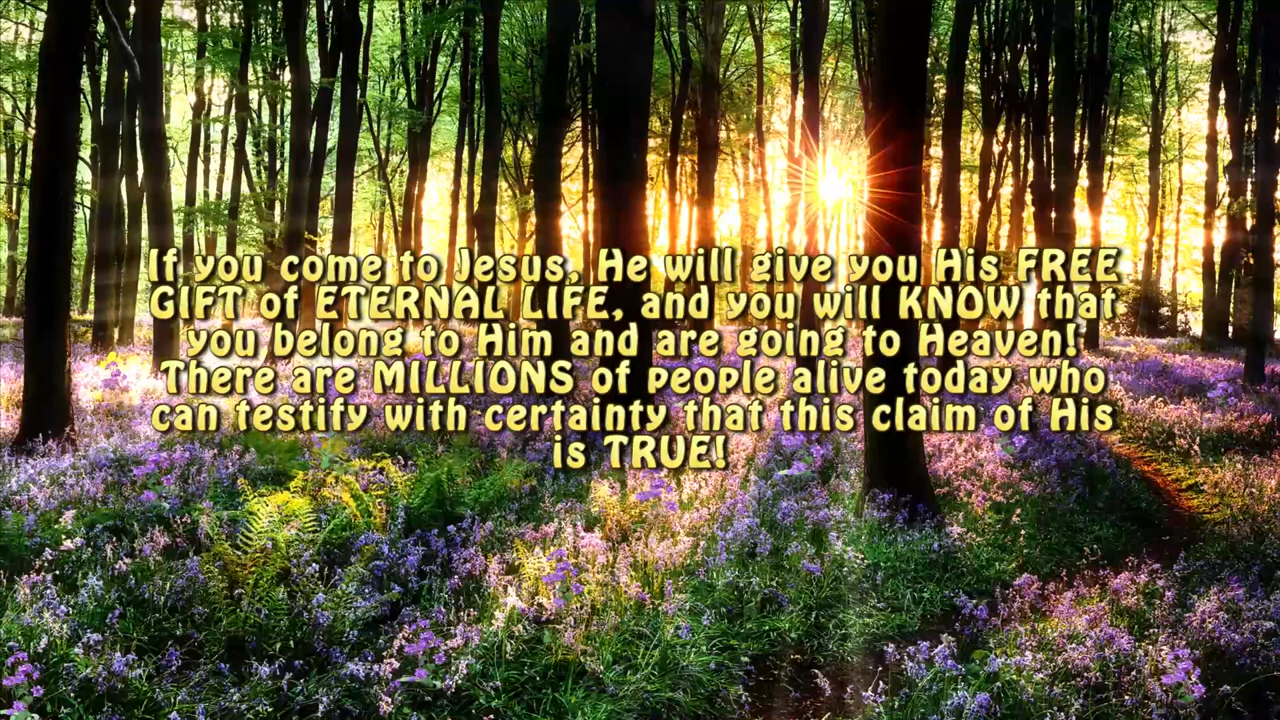 If you come to Jesus, He will give you His FREE
GIFT of ETERNAL LIFE, and you will KNOW that
you belong to Him and are going to Heaven!
There are MILLIONS of people alive today who
can testify with certainty that this claim of His
is TRUE!